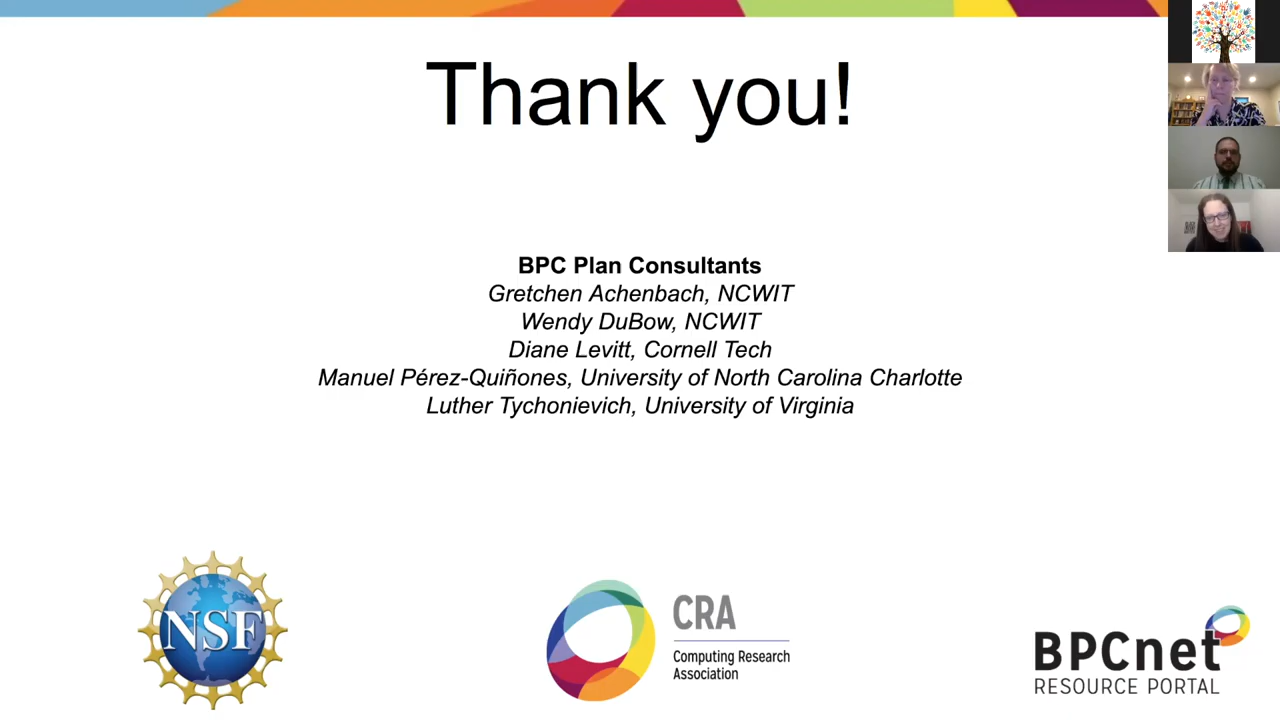 Thank you!
BPC Plan Consultants
Gretchen Achenbach, NCWIT
Wendy DuBow, NCWIT
Diane Levitt, Cornell Tech
Manuel Pérez-Quiñones, University of North Carolina Charlotte
Luther Tychonievich, University of Virginia
NSF
CRA
Computing Research
Association
BPCnet
RESOURCE PORTAL